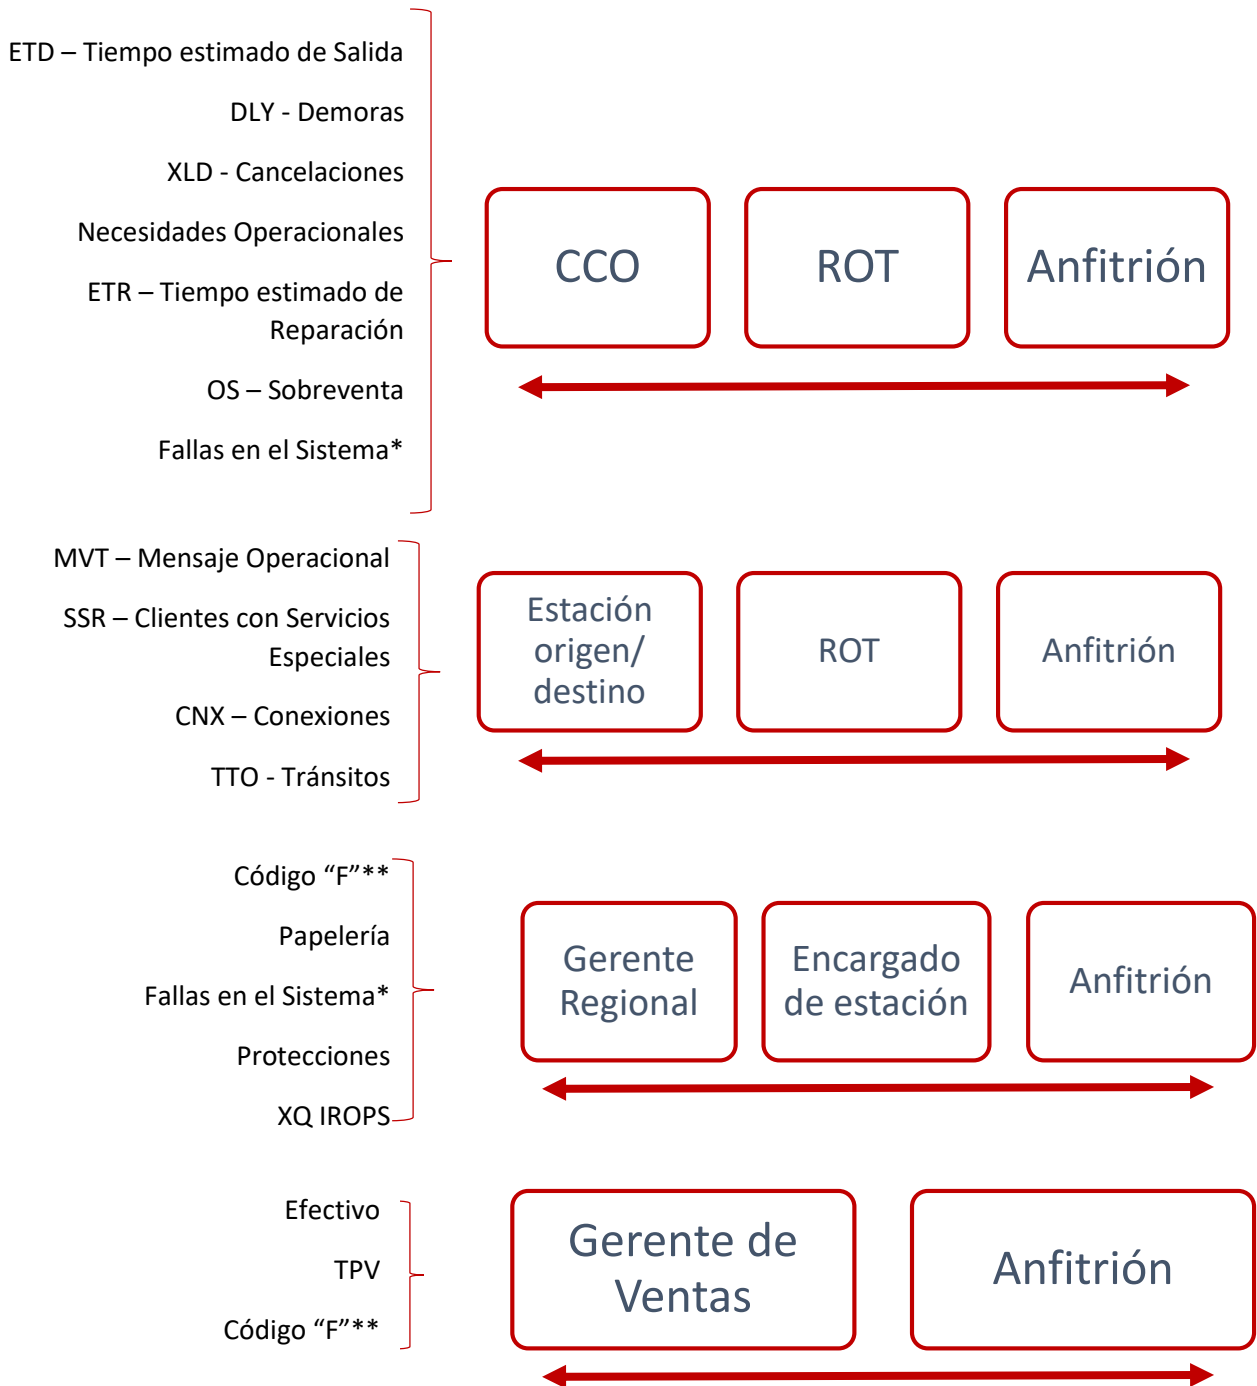 ETD – Tiempo estimado de Salida
DLY - Demoras
XLD - Cancelaciones
Necesidades Operacionales
ETR – Tiempo estimado de
Reparación
OS – Sobreventa
Fallas en el Sistema*
CCO
ROT
Anfitrión
MVT – Mensaje Operacional
SSR – Clientes con Servicios
Especiales
CNX – Conexiones
TTO - Tránsitos
Estación
origen/
destino
ROT
Anfitrión
Código “F”**
Papelería
Fallas en el Sistema*
Protecciones
XQ IROPS
Gerente
Regional
Encargado
de estación
Anfitrión
Efectivo
TPV
Código “F”**
Gerente de
Ventas
Anfitrión